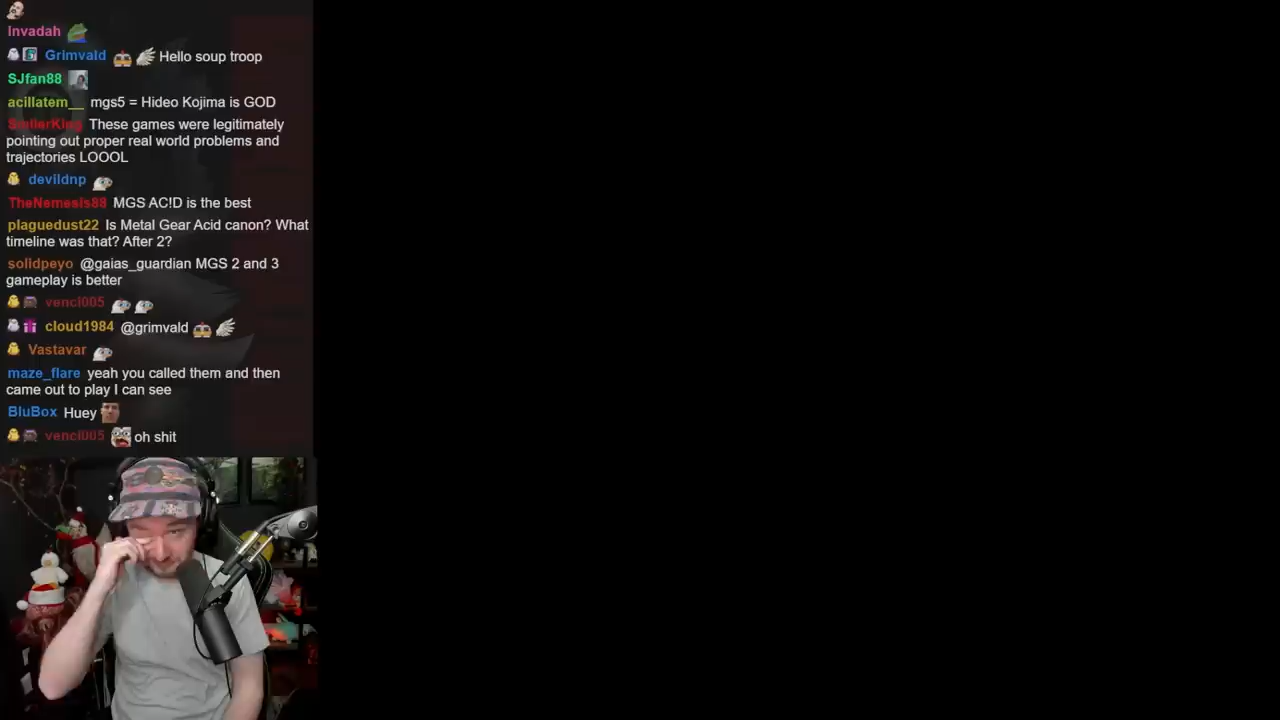 Invadah
Grimvald Hello soup troop
SJfan88
acillatem__ mgs5 = Hideo Kojima is GOD
These games were legitimately
pointing out proper real world problems and
trajectories LOOOL
devildnp
TheNemesis88 MGS AC!D is the best
plaguedust22 Is Metal Gear Acid canon? What
timeline was that? After 2?
solidpeyo @gaias_guardian MGS 2 and 3
gameplay is better
venci005
cloud1984 @grimvald
Vastavar
maze_flare yeah you called them and then
came out to play I can see
BluBox Huey
venci005 oh shit